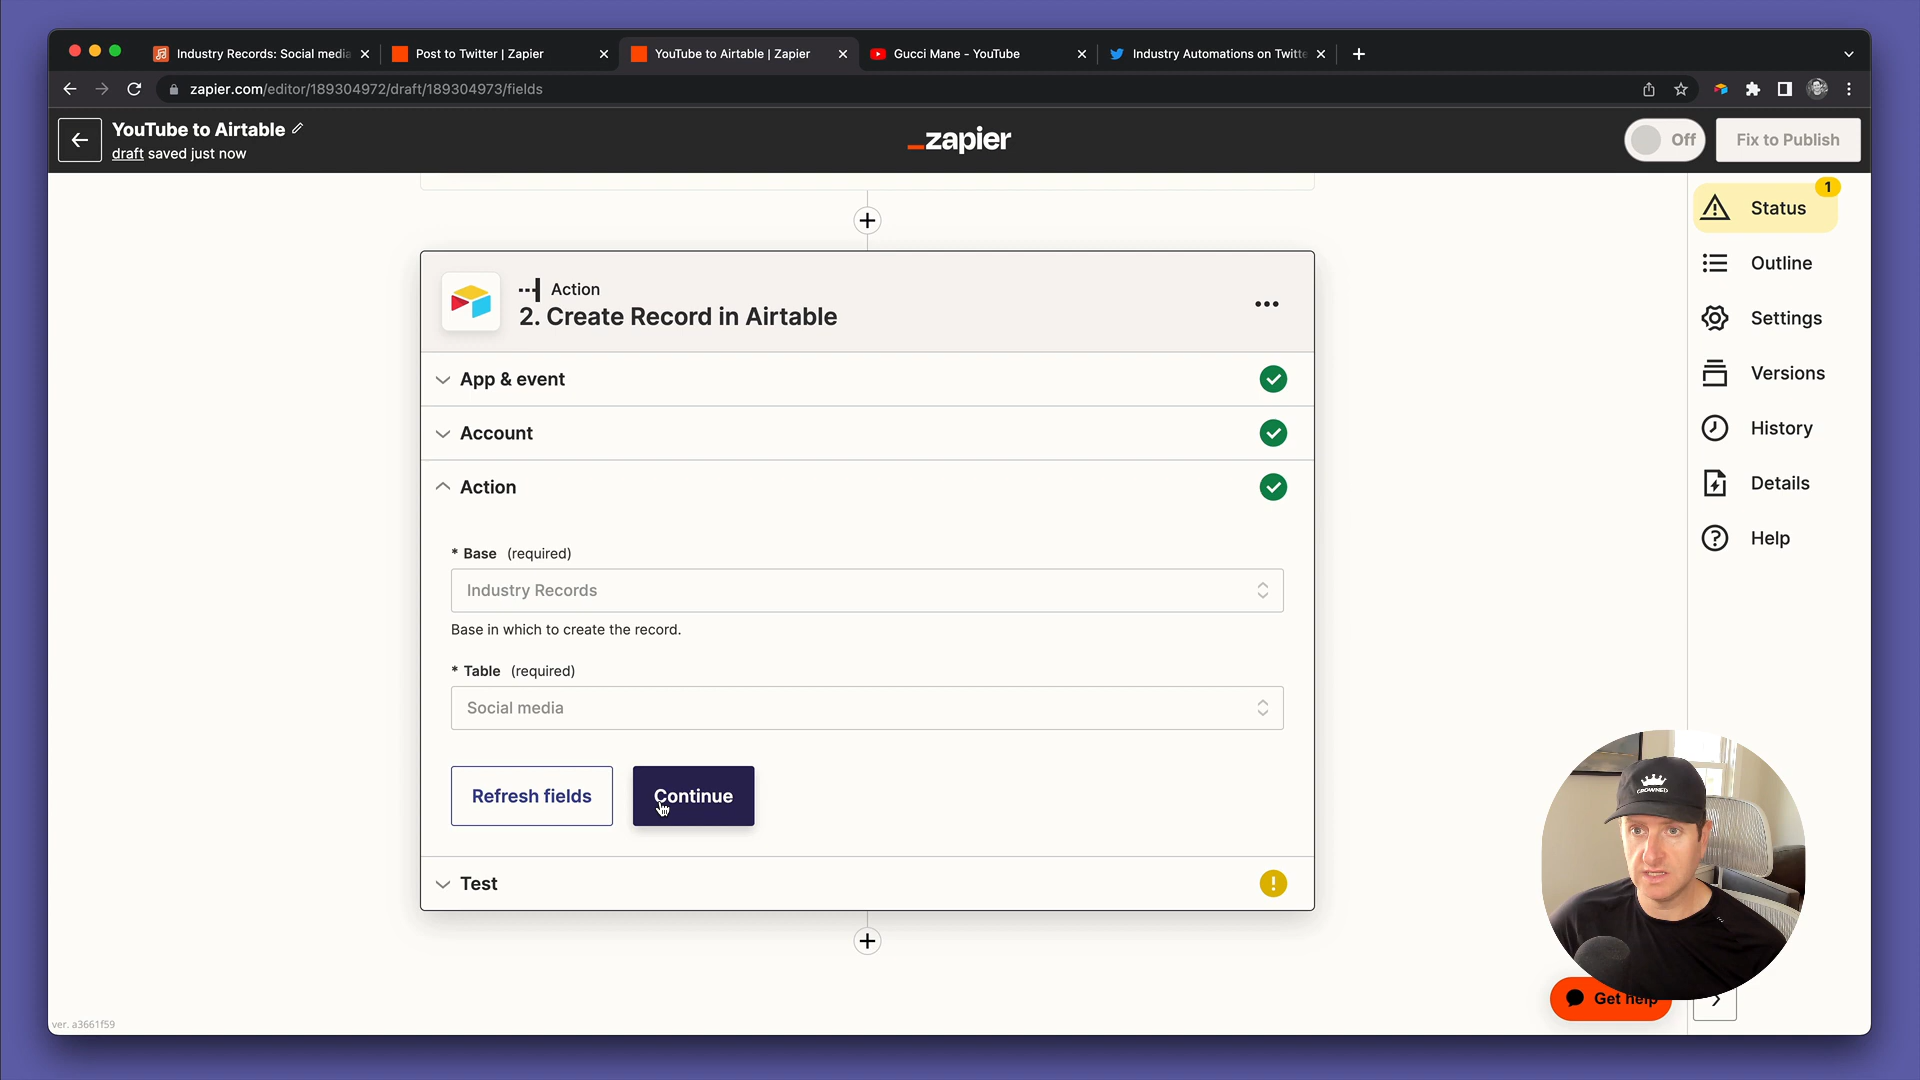 Industry Records: Social media
Post to Twitter | Zapier
YouTube to Airtable | Zapier
Gucci Mane - YouTube
Industry Automations on Twitte
zapier.com/editor/189304972/draft/189304973/fields
YouTube to Airtable
draft saved just now
_zapier
Off
Fix to Publish
1
Status
Outline
Settings
Versions
History
Details
Help
Action
2. Create Record in Airtable
App & event
Account
Action
* Base (required)
Industry Records
Base in which to create the record.
* Table (required)
Social media
Refresh fields
Continue
Test
CROWNED
Get help
ver. a3661f59